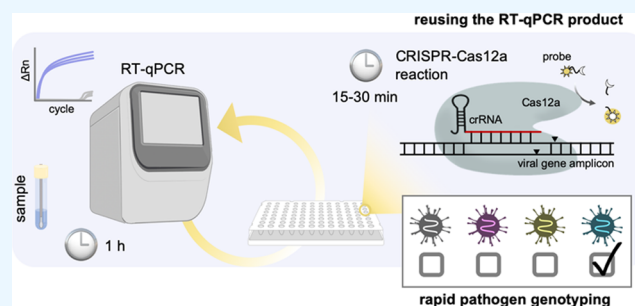 reusing the RT-qPCR product
ΔRn
cycle
RT-qPCR
sample
1 h
CRISPR-Cas12a
reaction
15-30 min
probe
Cas12a
crRNA
viral gene amplicon
rapid pathogen genotyping